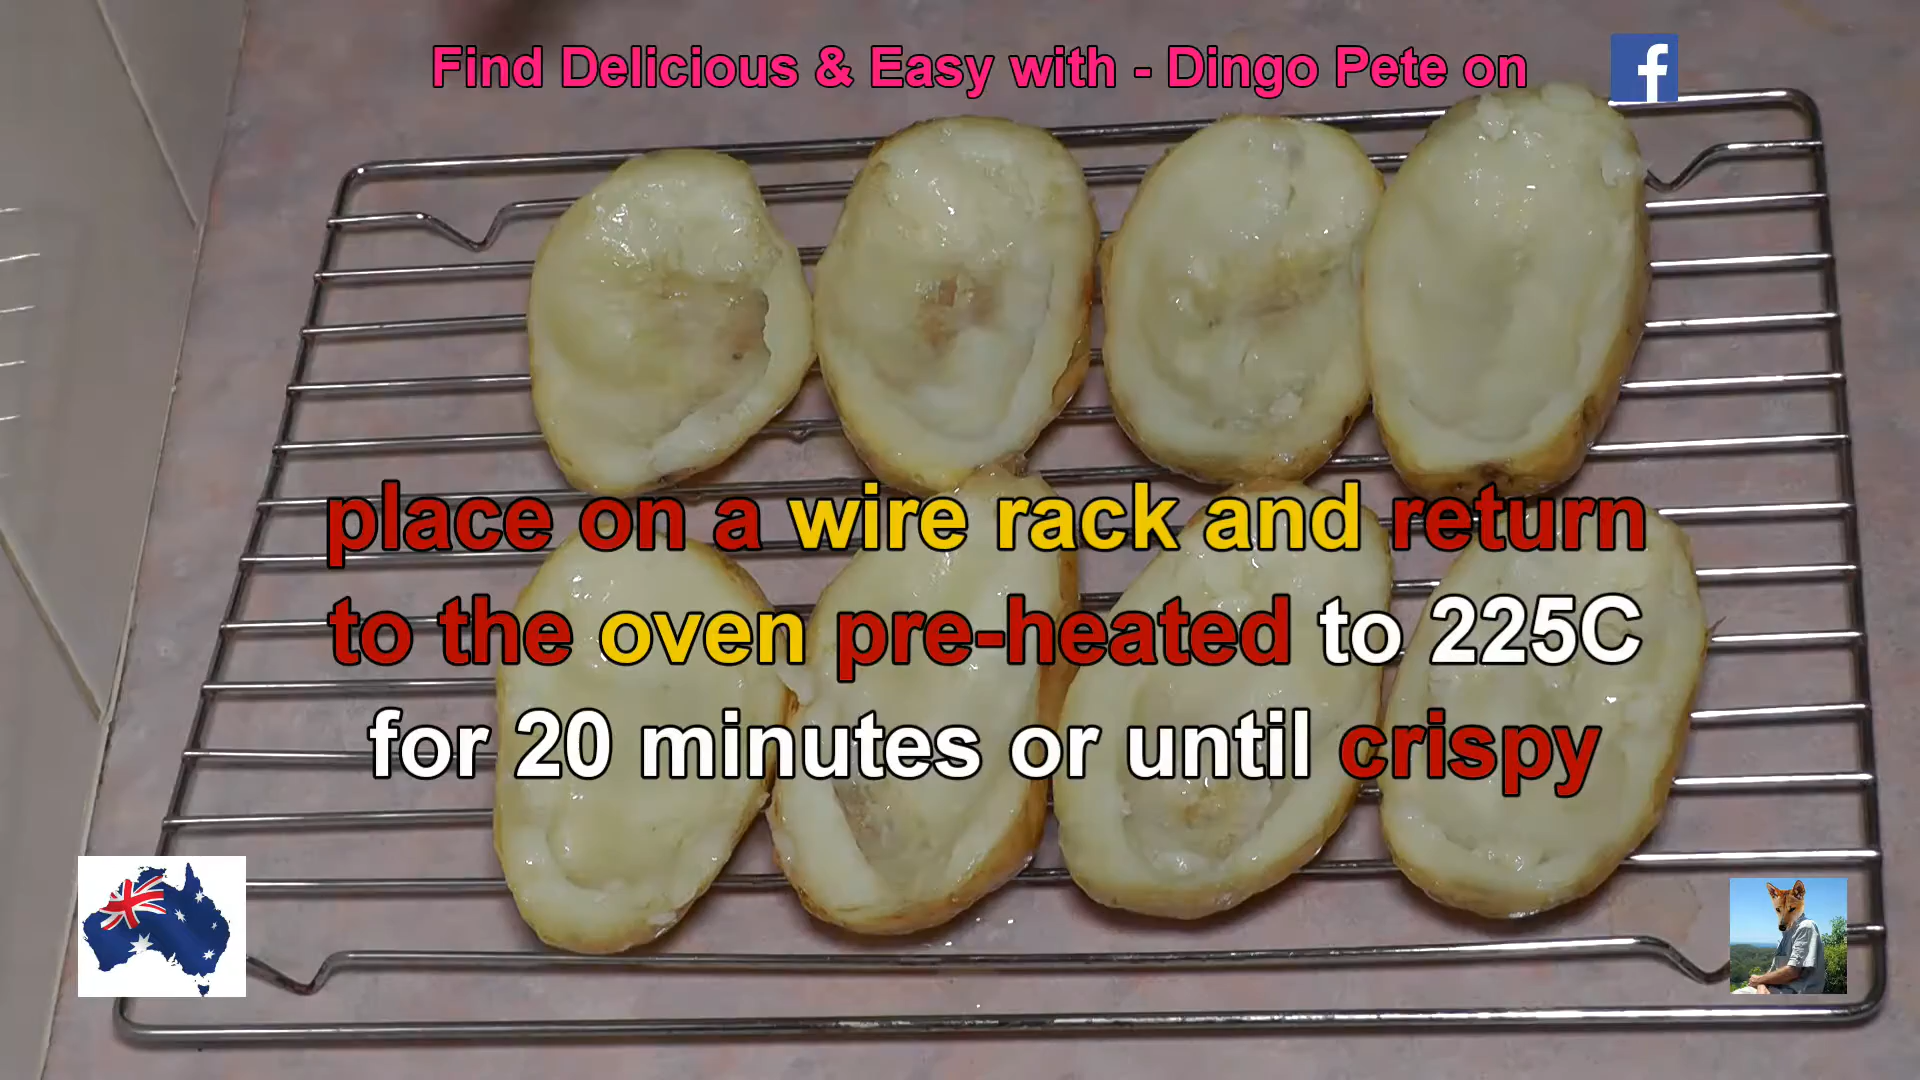 Find Delicious & Easy with - Dingo Pete on f
place on a wire rack and return
to the oven pre-heated to 225C
for 20 minutes or until crispy